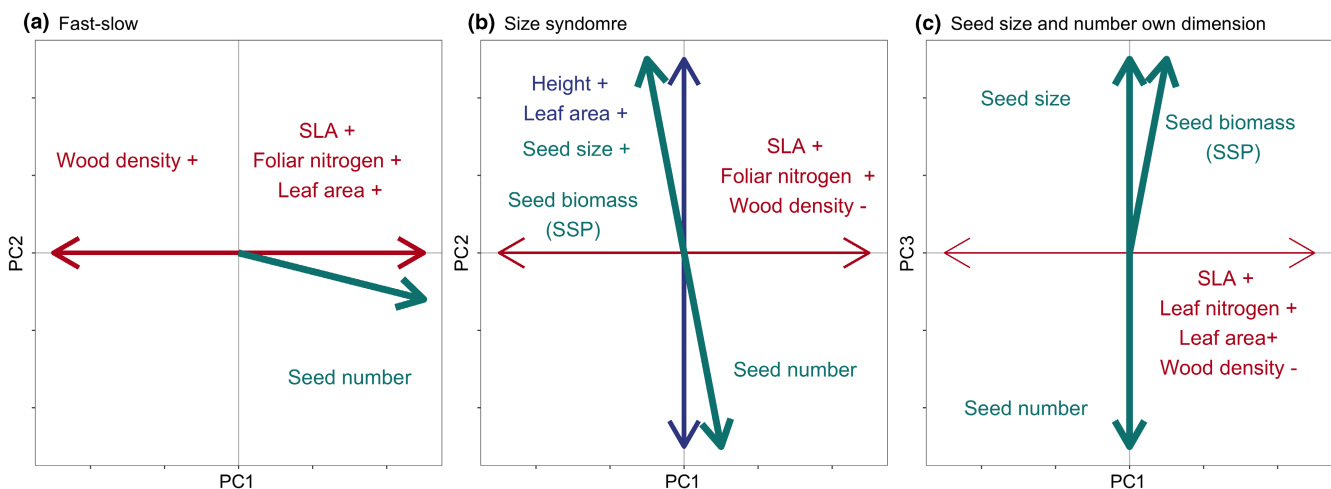 (a) Fast-slow
Wood density +
SLA +
Foliar nitrogen +
Leaf area +
Seed number
PC2
PC1
(b) Size syndomre
Height +
Leaf area +
Seed size +
Seed biomass
(SSP)
SLA +
Foliar nitrogen +
Wood density -
Seed number
PC2
PC1
(c) Seed size and number own dimension
Seed size
Seed biomass
(SSP)
SLA +
Leaf nitrogen +
Leaf area+
Wood density -
Seed number
PC3
PC1